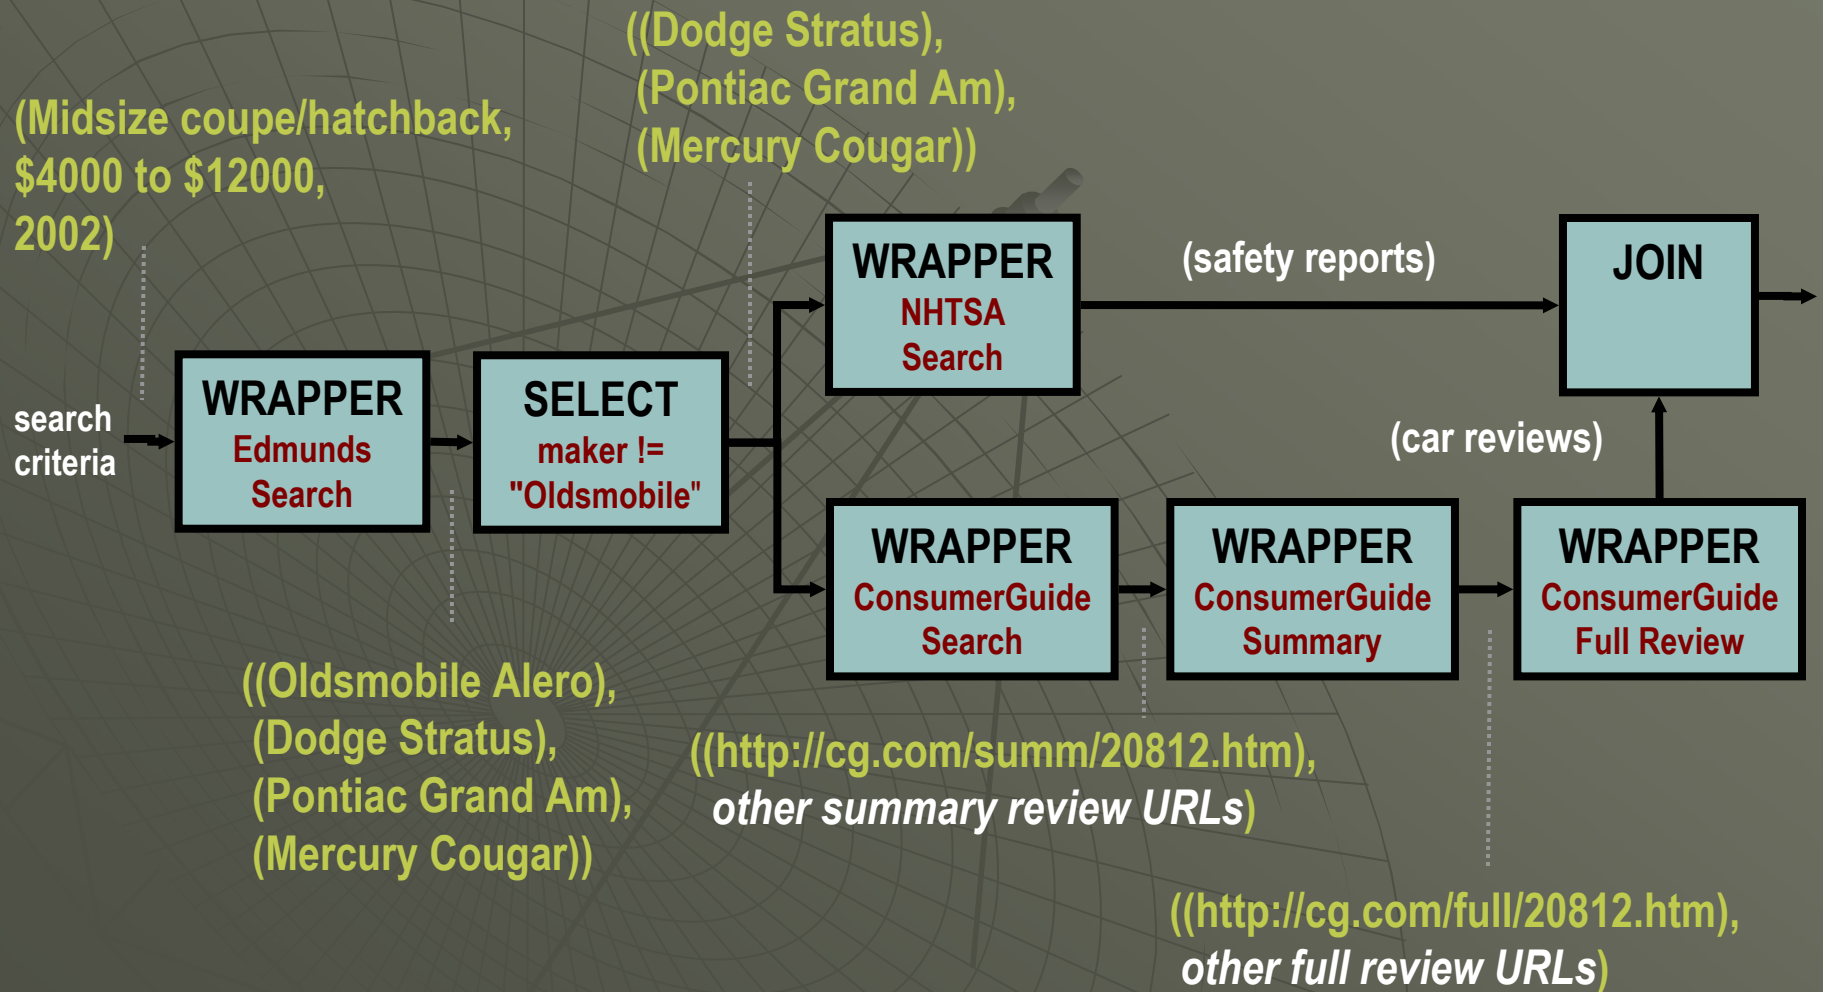 ((Dodge Stratus),
(Pontiac Grand Am),
(Mercury Cougar))
(Midsize coupe/hatchback,
$4000 to $12000,
2002)
search
criteria
WRAPPER
Edmunds
Search
SELECT
maker !=
"Oldsmobile"
WRAPPER
NHTSA
Search
(safety reports)
JOIN
(car reviews)
WRAPPER
ConsumerGuide
Search
WRAPPER
ConsumerGuide
Summary
WRAPPER
ConsumerGuide
Full Review
((Oldsmobile Alero),
(Dodge Stratus),
(Pontiac Grand Am),
(Mercury Cougar))
((http://cg.com/summ/20812.htm),
other summary review URLs)
((http://cg.com/full/20812.htm),
other full review URLs)